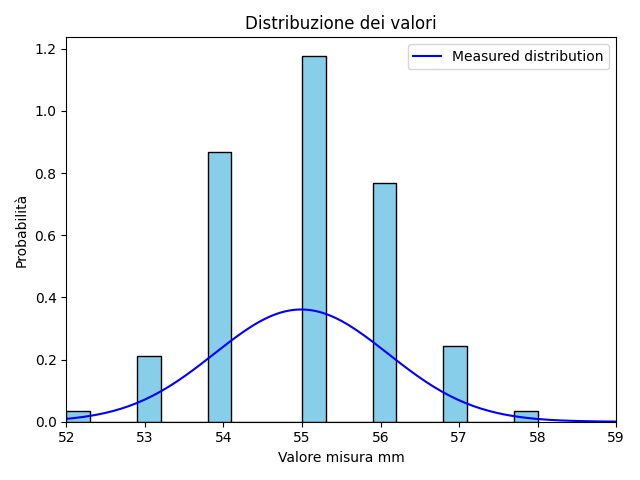 Distribuzione dei valori
Measured distribution
Probabilità
1.2
1.0
0.8
0.6
0.4
0.2
0.0
52 53 54 55 56 57 58 59
Valore misura mm